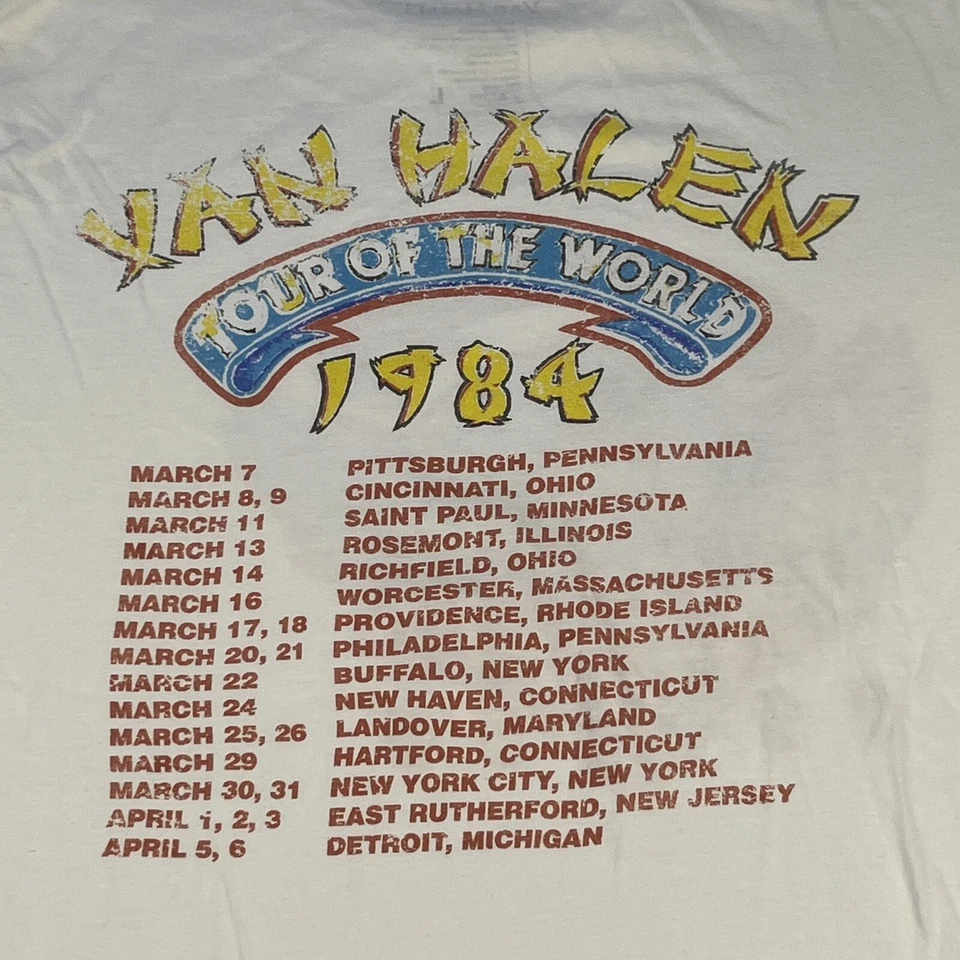 VAN HALEN
TOUR OF THE WORLD
1984
MARCH 7 PITTSBURGH, PENNSYLVANIA
MARCH 8, 9 CINCINNATI, OHIO
MARCH 11 SAINT PAUL, MINNESOTA
MARCH 13 ROSEMONT, ILLINOIS
MARCH 14 RICHFIELD, OHIO
MARCH 16 WORCESTER, MASSACHUSETTS
MARCH 17, 18 PROVIDENCE, RHODE ISLAND
MARCH 20, 21 PHILADELPHIA, PENNSYLVANIA
MARCH 22 BUFFALO, NEW YORK
MARCH 24 NEW HAVEN, CONNECTICUT
MARCH 25, 26 LANDOVER, MARYLAND
MARCH 29 HARTFORD, CONNECTICUT
MARCH 30, 31 NEW YORK CITY, NEW YORK
APRIL 1, 2, 3 EAST RUTHERFORD, NEW JERSEY
APRIL 5, 6 DETROIT, MICHIGAN